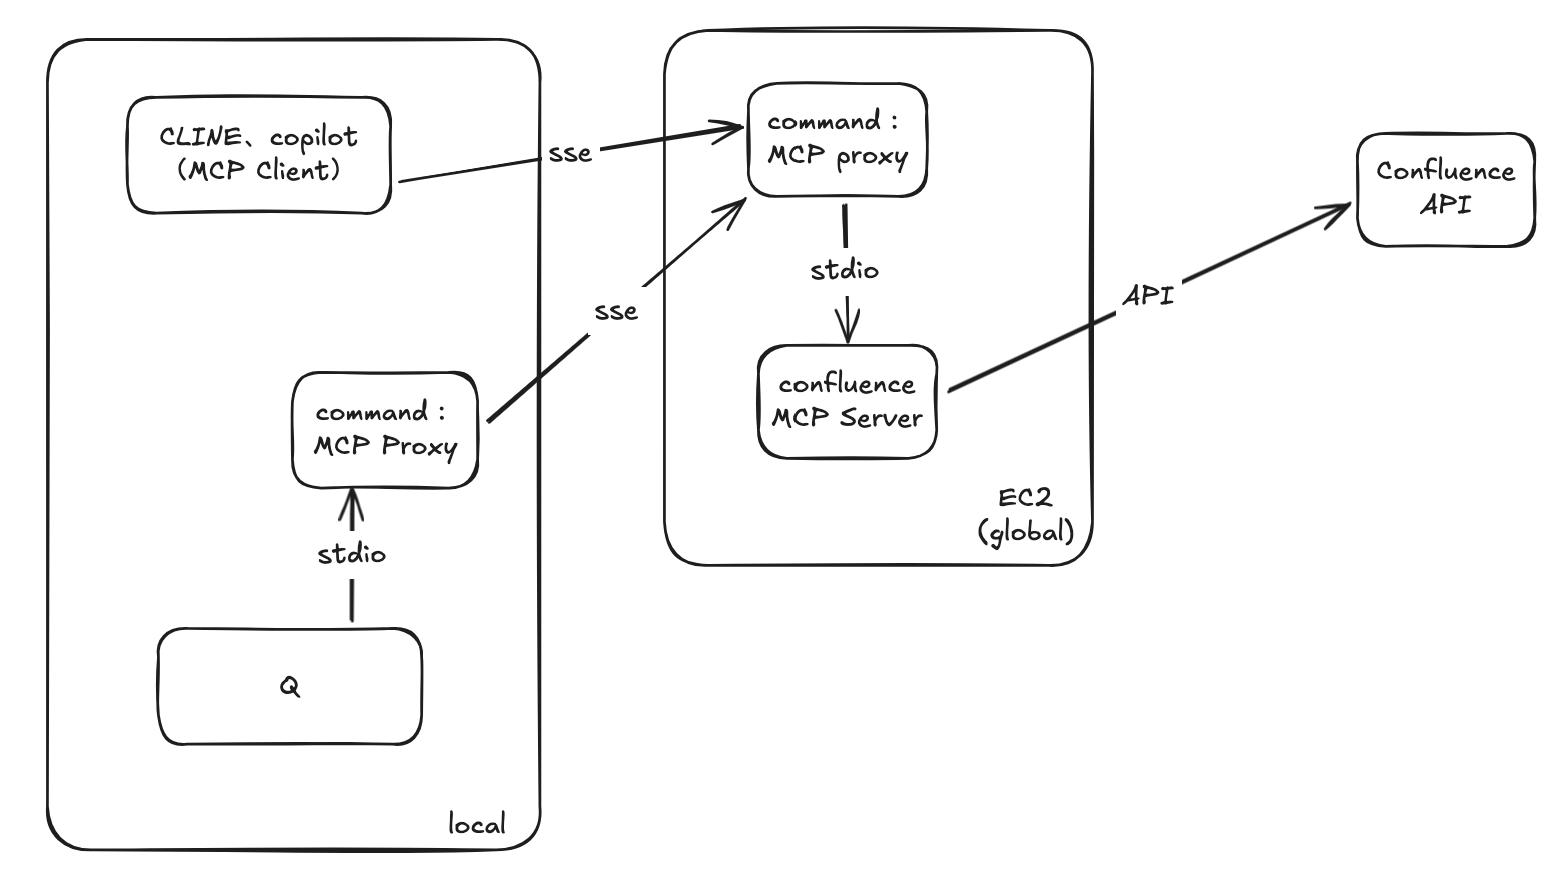 CLINE、copilot
(MCP Client)
sse
command :
MCP proxy
stdio
confluence
MCP Server
EC2
(global)
API
Confluence
API
sse
command :
MCP Proxy
stdio
Q
local